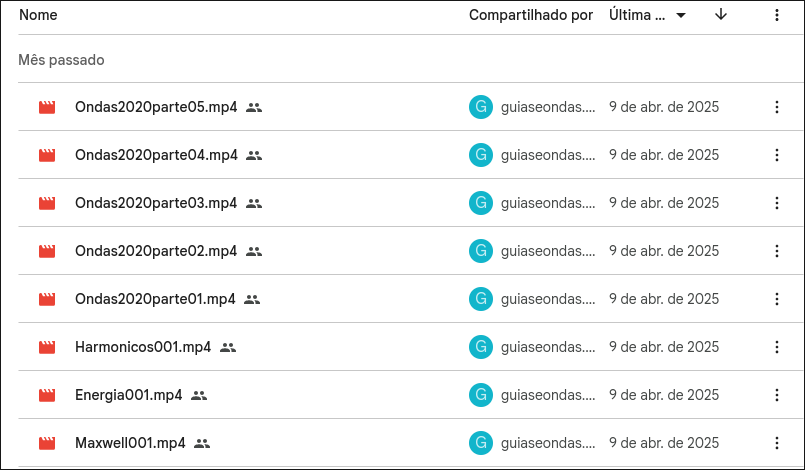 Nome Compartilhado por Última ...
Mês passado
Ondas2020parte05.mp4 G guiaseondas.... 9 de abr. de 2025
Ondas2020parte04.mp4 G guiaseondas.... 9 de abr. de 2025
Ondas2020parte03.mp4 G guiaseondas.... 9 de abr. de 2025
Ondas2020parte02.mp4 G guiaseondas.... 9 de abr. de 2025
Ondas2020parte01.mp4 G guiaseondas.... 9 de abr. de 2025
Harmonicos001.mp4 G guiaseondas.... 9 de abr. de 2025
Energia001.mp4 G guiaseondas.... 9 de abr. de 2025
Maxwell001.mp4 G guiaseondas.... 9 de abr. de 2025